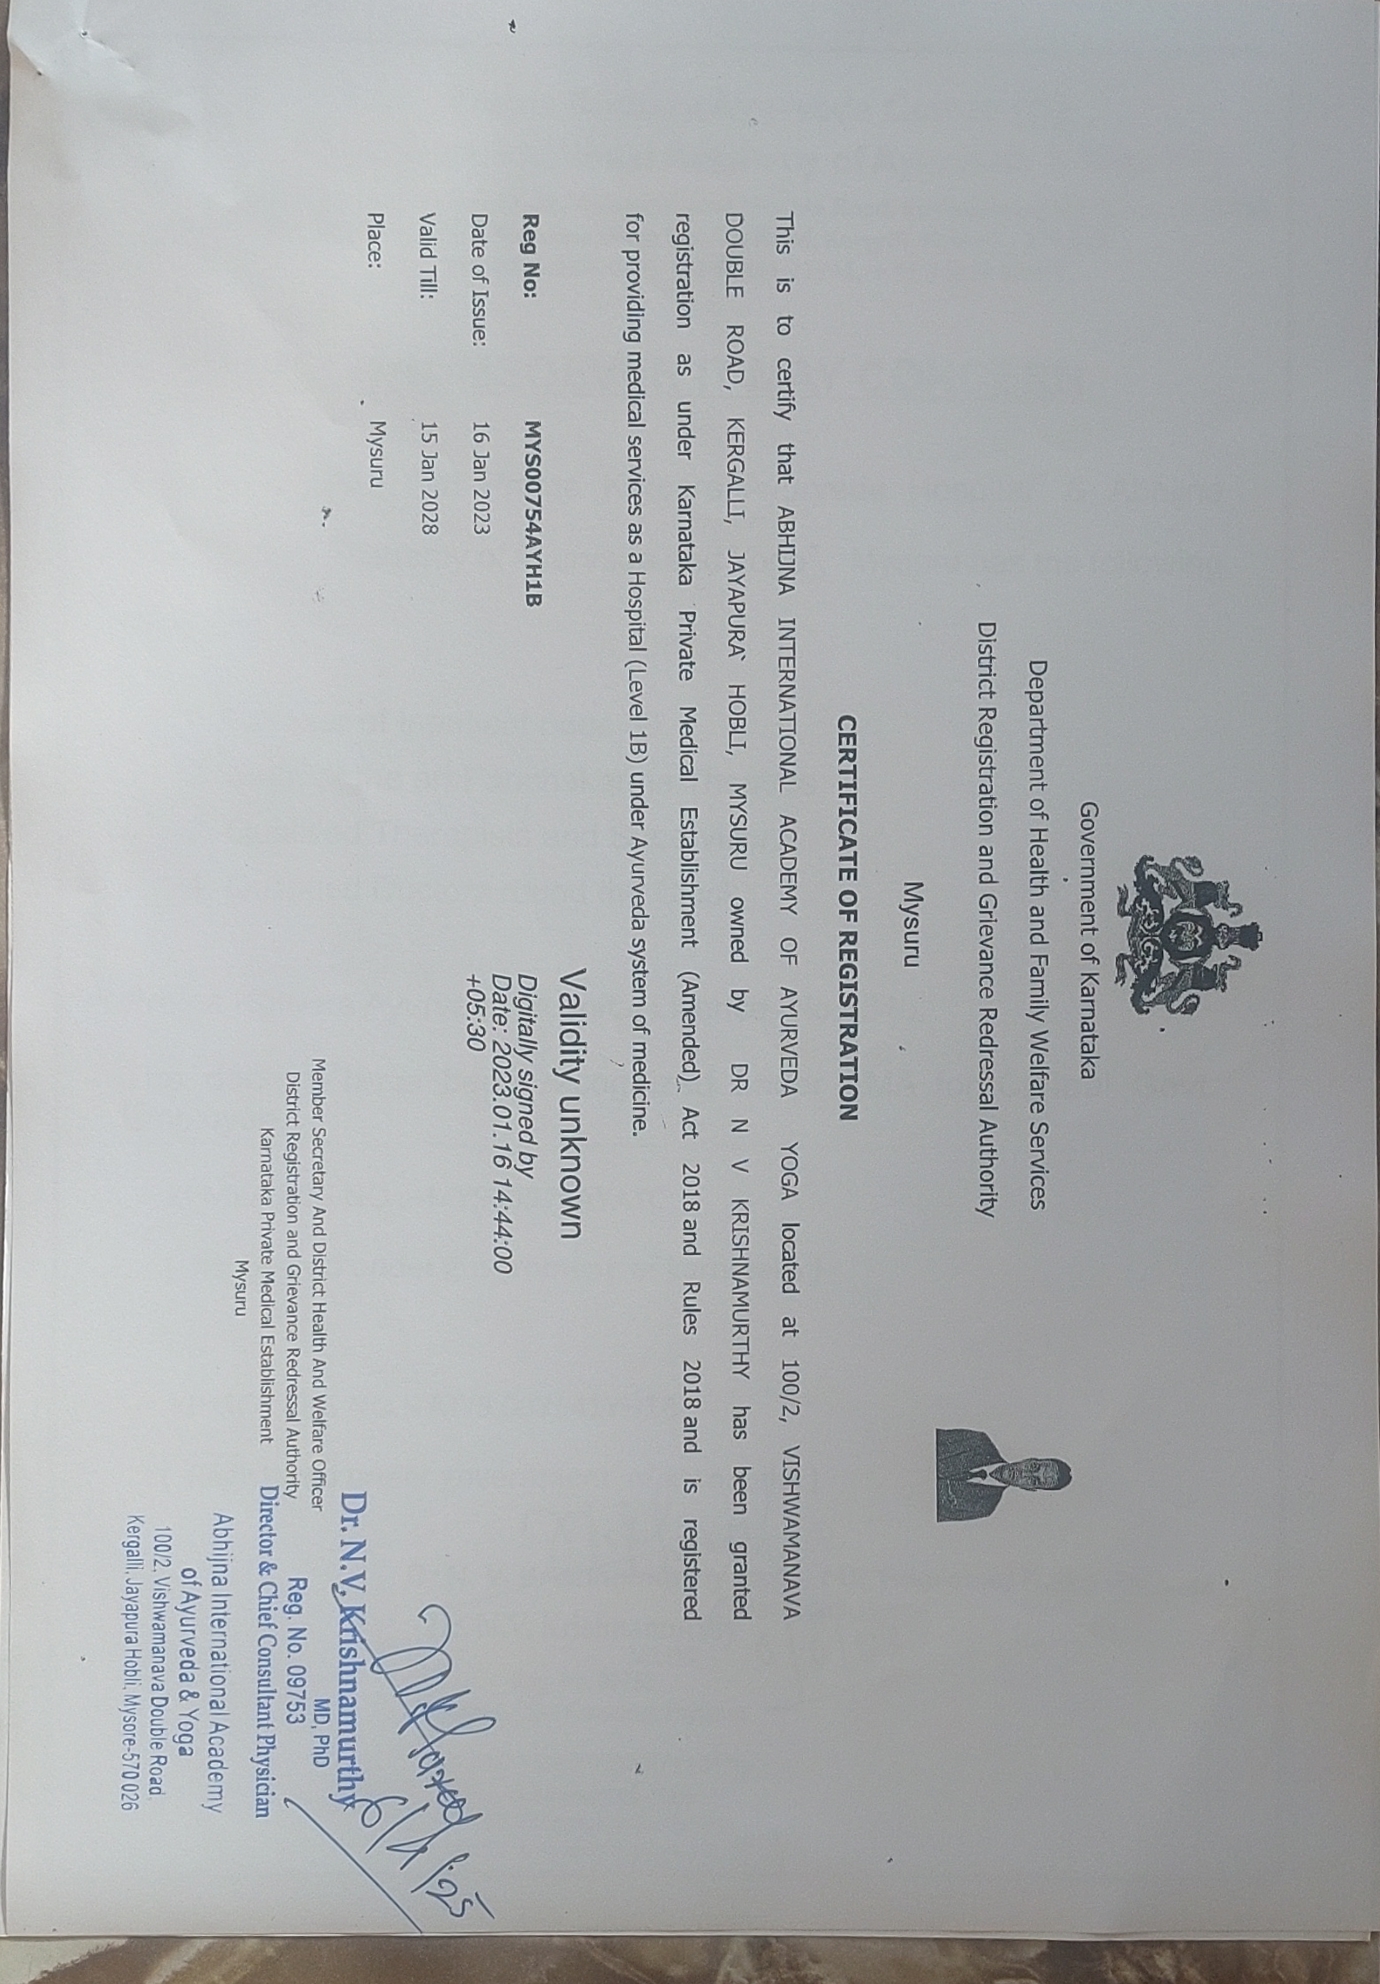 Government of Karnataka
Department of Health and Family Welfare Services
District Registration and Grievance Redressal Authority
Mysuru
CERTIFICATE OF REGISTRATION
This is to certify that ABHIJNA INTERNATIONAL ACADEMY OF AYURVEDA YOGA located at 100/2, VISHWAMANAVA
DOUBLE ROAD, KERGALLI, JAYAPURA HOBLI, MYSURU owned by DR N V KRISHNAMURTHY has been granted
registration as under Karnataka Private Medical Establishment (Amended) Act 2018 and Rules 2018 and is registered
for providing medical services as a Hospital (Level 1B) under Ayurveda system of medicine.
Reg No: MYS00754AYH1B
Date of Issue: 16 Jan 2023
Valid Till: 15 Jan 2028
Place: Mysuru
Validity unknown
Digitally signed by
Date: 2023.01.16 14:44:00
+05:30
Member Secretary And District Health And Welfare Officer
District Registration and Grievance Redressal Authority
Karnataka Private Medical Establishment
Mysuru
Dr. N.V. Krishnamurthy
MD, PhD
Reg. No. 09753
Director & Chief Consultant Physician
Abhijna International Academy
of Ayurveda & Yoga
100/2, Vishwamanava Double Road
Kergalli, Jayapura Hobli, Mysore-570 026